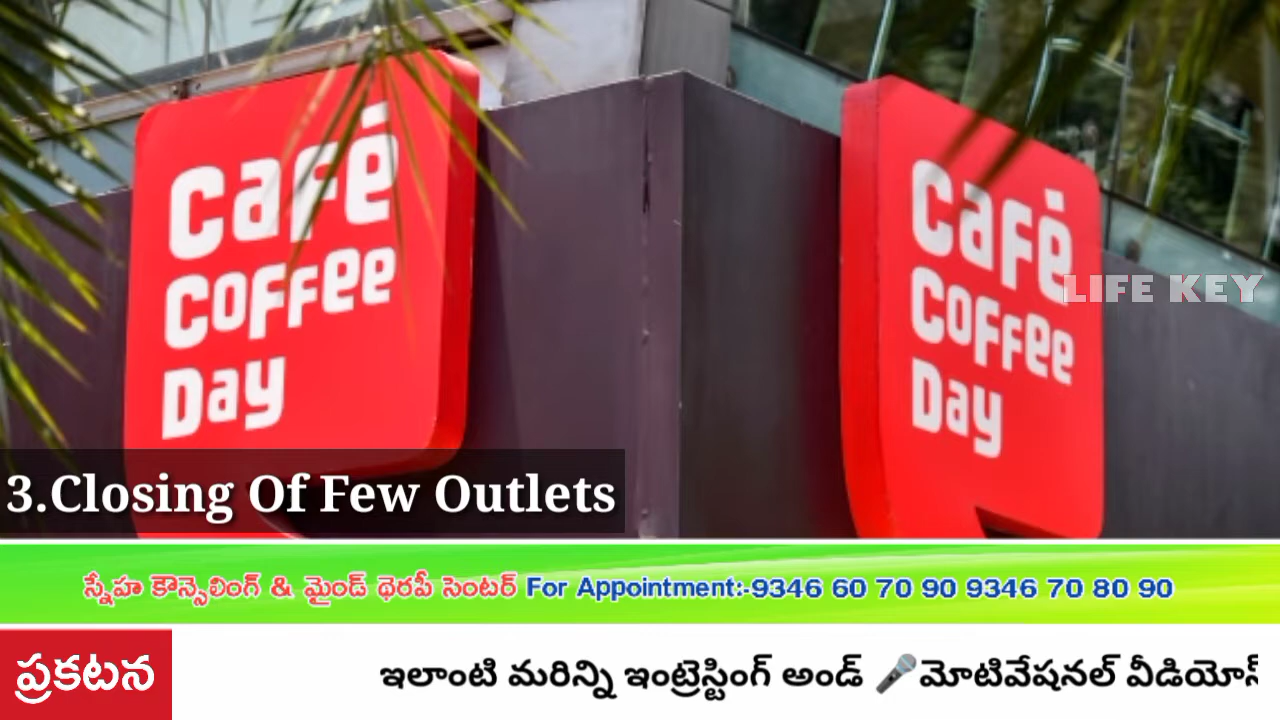 Café
Coffee
Day
Café
Coffee
Day
LIFE KEY
3.Closing Of Few Outlets
స్నేహ కౌన్సెలింగ్ & మైండ్ థెరపీ సెంటర్ For Appointment:-9346 60 70 90 9346 70 80 90
ప్రకటన
ఇలాంటి మరిన్ని ఇంట్రెస్టింగ్ అండ్ 🎤మోటివేషనల్ వీడియోస్